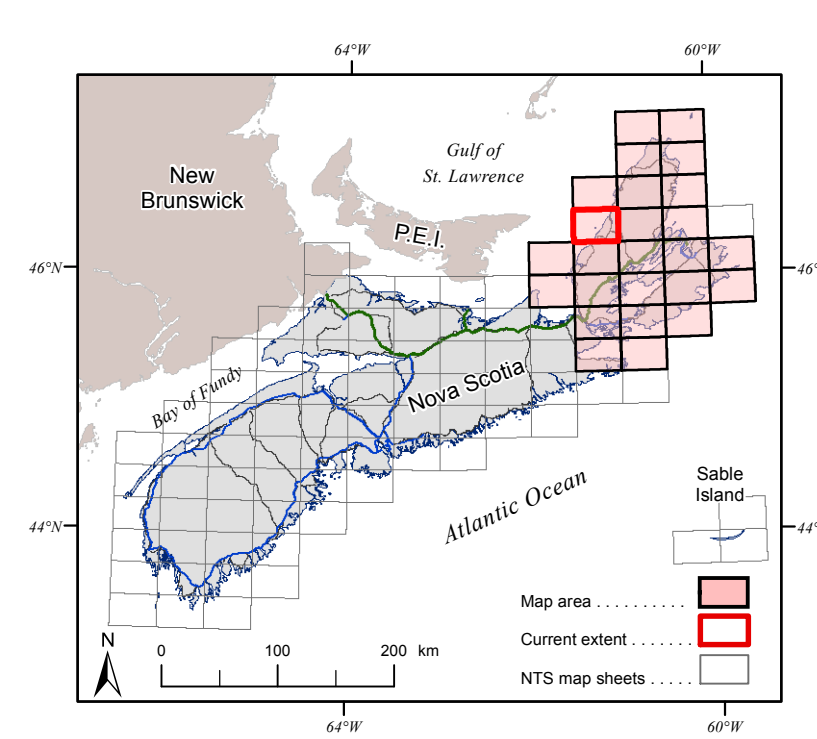 64°W 60°W
Gulf of
St. Lawrence
New
Brunswick
P.E.I.
46°N 46°
Bay of Fundy
Nova Scotia
Sable
Island
Atlantic Ocean
44°N 44°
Map area . . . . . . . . . .
Current extent . . . . . . .
NTS map sheets . . . . .
N
0 100 200 km
64°W 60°W